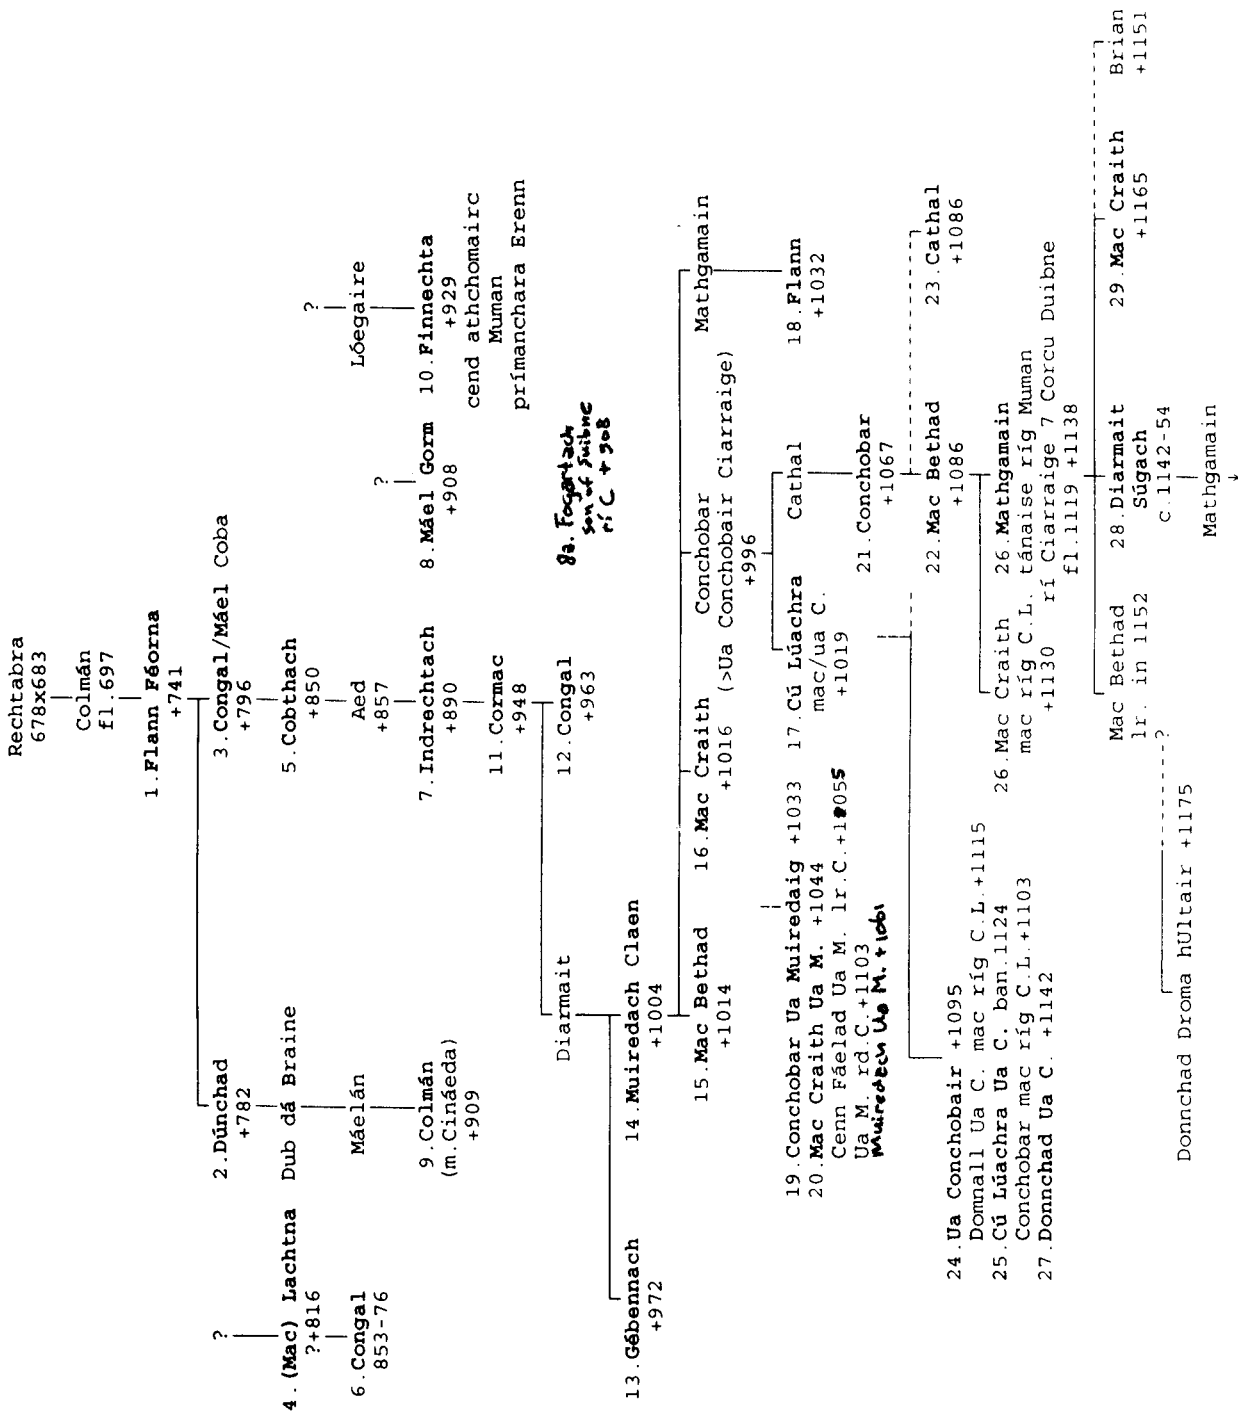 Rechtabra
678x683
Colmán
fl.697
1.Flann Féorna
+741
2.Dúnchad
+782
3.Congal/Máel Coba
+796
?
4.(Mac) Lachtna
?+816
Dub dá Braine
5.Cobthach
+850
?
Lóegaire
6.Congal
853-76
Máelán
Aed
+857
?
9.Colmán
(m.Cináeda)
+909
7.Indrechtach
+890
8.Máel Gorm
+908
10.Finnechta
+929
cend athchomairc
Muman
prímanchara Erenn
11.Cormac
+948
8a. Fogartach
son of Suibne
rí C +908
Diarmait
12.Congal
+963
13.Gébennach
+972
14.Muiredach Claen
+1004
15.Mac Bethad
+1014
16.Mac Craith
+1016
Conchobar
(>Ua Conchobair Ciarraige)
+996
Mathgamain
19.Conchobar Ua Muiredaig +1033
20.Mac Craith Ua M. +1044
Cenn Fáelad Ua M. lr.C.+1055
Ua M. rd.C.+1103
Muiredach Ua M. +1061
17.Cú Lúachra
mac/ua C.
+1019
Cathal
18.Flann
+1032
21.Conchobar
+1067
22.Mac Bethad
+1086
23.Cathal
+1086
24.Ua Conchobair +1095
Domnall Ua C. mac ríg C.L.+1115
25.Cú Lúachra Ua C. ban.1124
Conchobar mac ríg C.L.+1103
27.Donnchad Ua C. +1142
26.Mac Craith
mac ríg C.L.
+1130
26.Mathgamain
tánaise ríg Muman
rí Ciarraige 7 Corcu Duibne
fl.1119 +1138
Mac Bethad
lr. in 1152
28.Diarmait
Súgach
c.1142-54
29.Mac Craith
+1165
Brian
+1151
?
Donnchad Droma hUltair +1175
Mathgamain